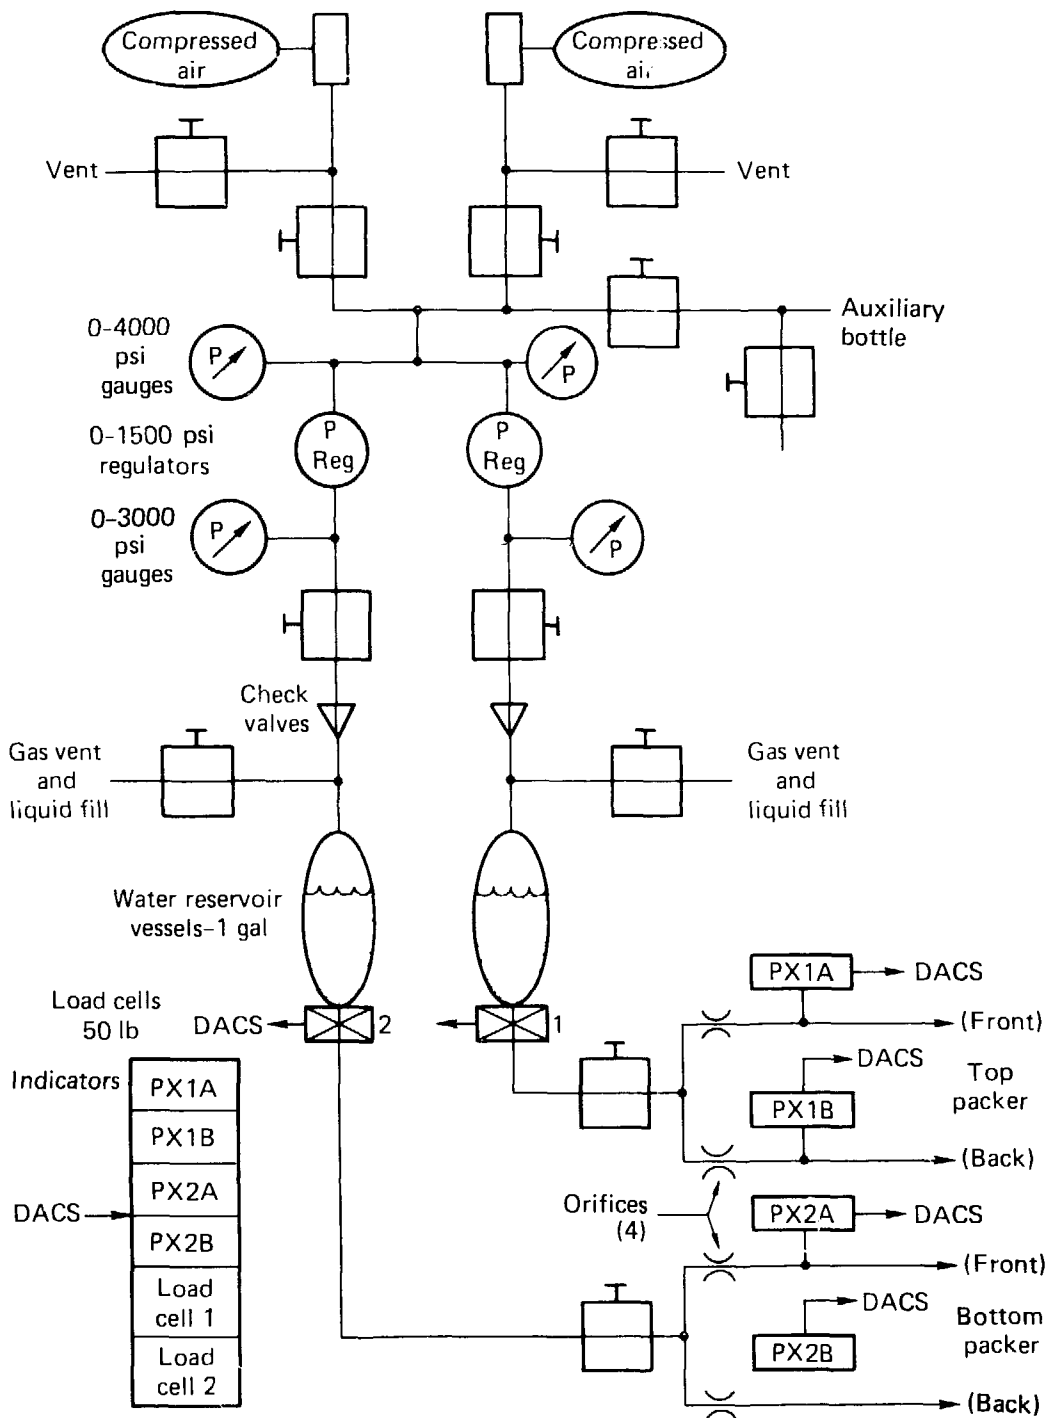 Compressed
air
Compressed
air
Vent
Vent
0-4000
psi
gauges
P
P
Auxiliary
bottle
0-1500 psi
regulators
P
Reg
P
Reg
0-3000
psi
gauges
P
P
Check
valves
Gas vent
and
liquid fill
Gas vent
and
liquid fill
Water reservoir
vessels-1 gal
Load cells
50 lb
DACS
2
1
PX1A
DACS
(Front)
DACS
Top
packer
PX1B
(Back)
Indicators
PX1A
PX1B
PX2A
PX2B
Load
cell 1
Load
cell 2
DACS
Orifices
(4)
PX2A
DACS
(Front)
DACS
Bottom
packer
PX2B
(Back)